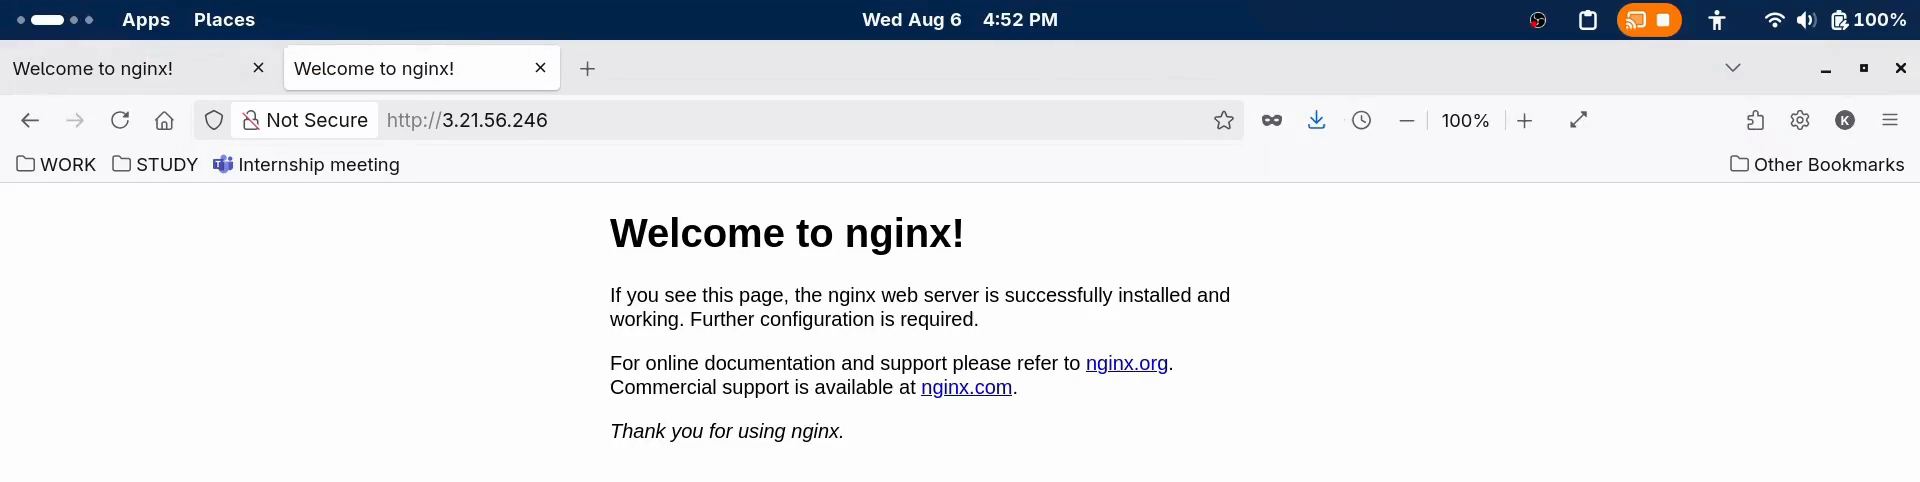 Apps Places Wed Aug 6 4:52 PM 100%
Welcome to nginx! Welcome to nginx!
Not Secure http://3.21.56.246 100% K
WORK STUDY Internship meeting Other Bookmarks
Welcome to nginx!
If you see this page, the nginx web server is successfully installed and
working. Further configuration is required.
For online documentation and support please refer to nginx.org.
Commercial support is available at nginx.com.
Thank you for using nginx.